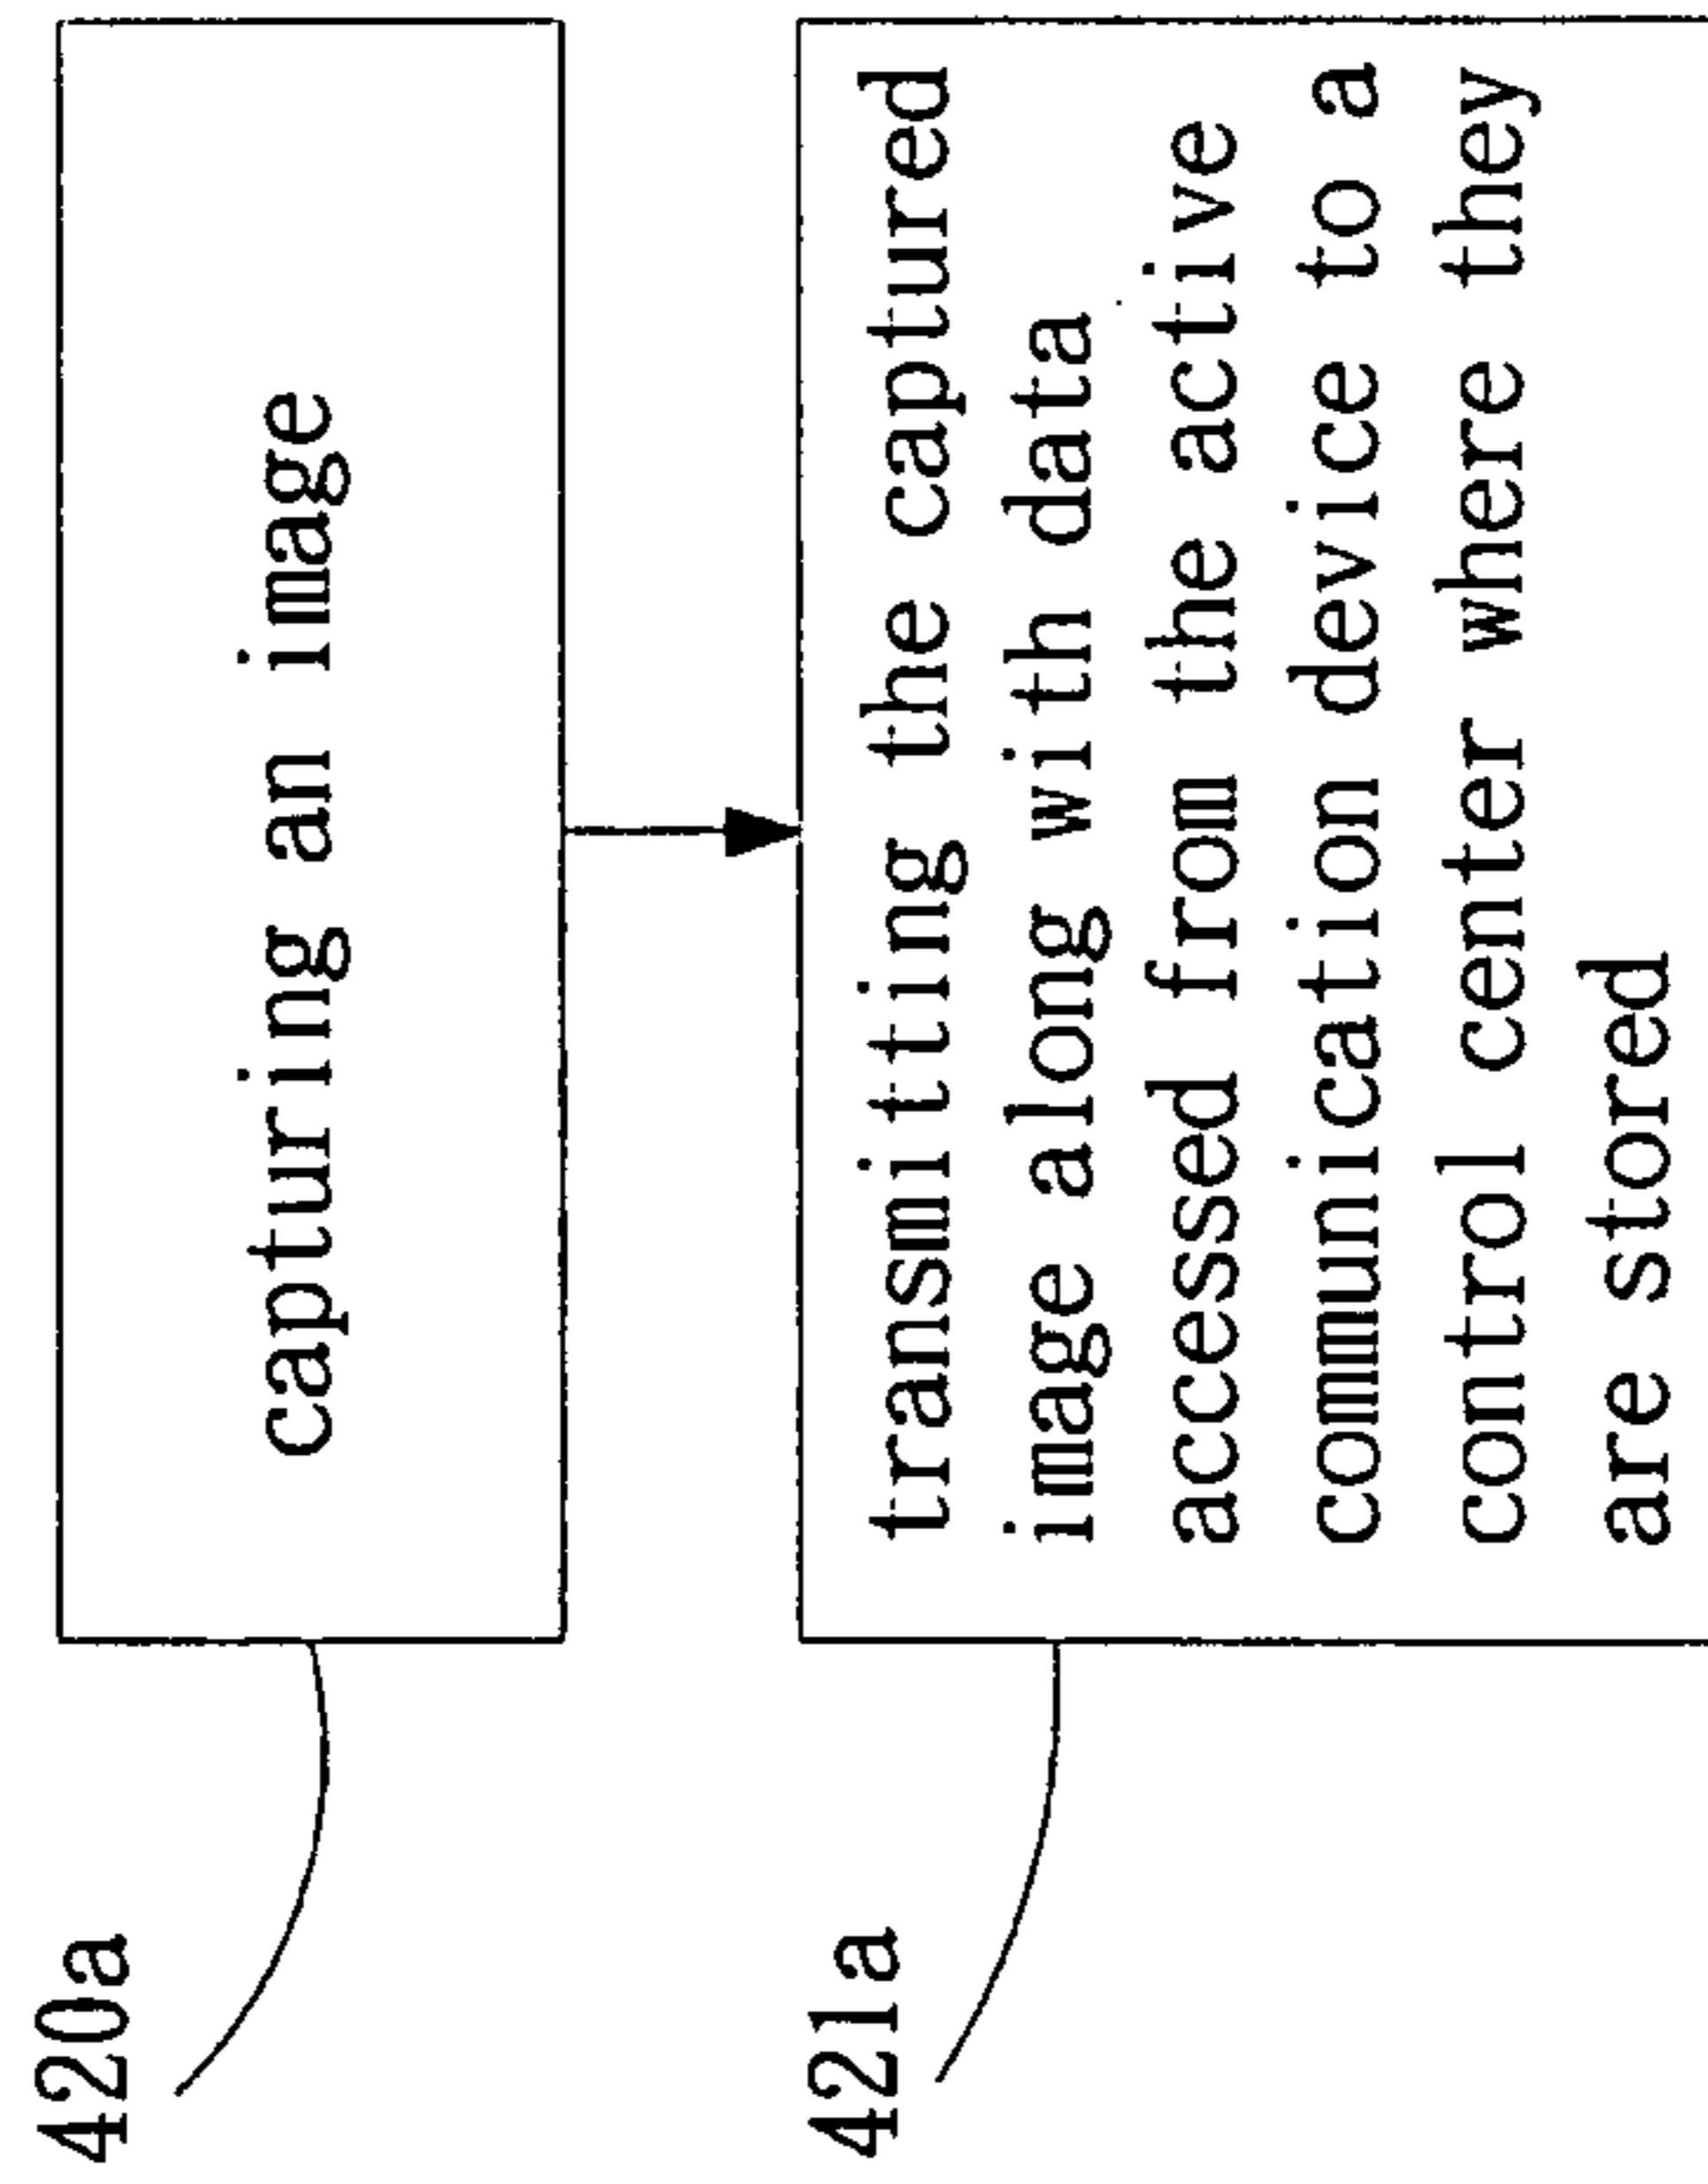 420a
capturing an image
421a
transmitting the captured
image along with data
accessed from the active
communication device to a
control center where they
are stored